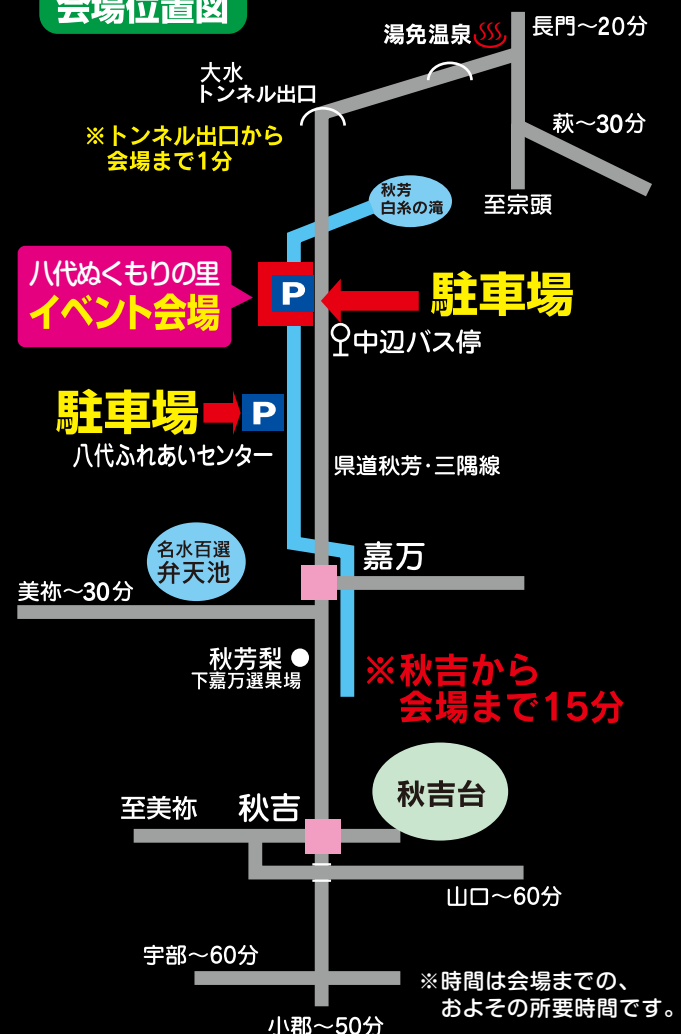 会場位置図
湯免温泉
長門〜20分
大水
トンネル出口
※トンネル出口から
会場まで1分
萩〜30分
至宗頭
秋芳
白糸の滝
八代ぬくもりの里
イベント会場
P
駐車場
中辺バス停
駐車場
P
八代ふれあいセンター
県道秋芳・三隅線
名水百選
弁天池
嘉万
美祢〜30分
秋芳梨
下嘉万選果場
※秋吉から
会場まで15分
秋吉台
至美祢
秋吉
山口〜60分
宇部〜60分
※時間は会場までの、
およその所要時間です。
小郡〜50分